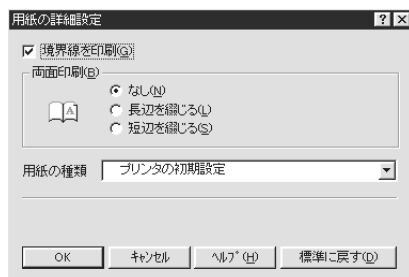 用紙の詳細設定
境界線を印刷(G)
両面印刷(B)
A
なし(N)
長辺を綴じる(L)
短辺を綴じる(S)
用紙の種類 プリンタの初期設定
OK キャンセル ヘルプ(H) 標準に戻す(D)